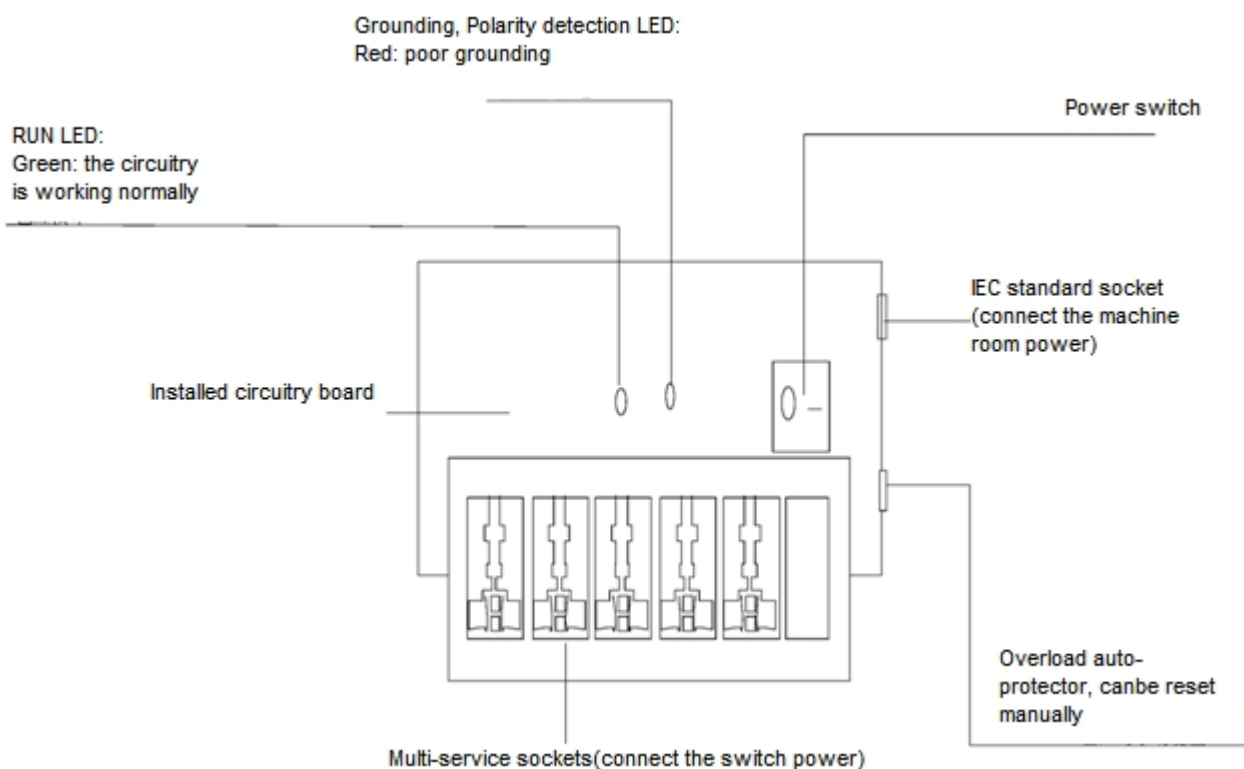 Grounding, Polarity detection LED:
Red: poor grounding
Power switch
RUN LED:
Green: the circuitry
is working normally
IEC standard socket
(connect the machine
room power)
Installed circuitry board
Overload auto-
protector, canbe reset
manually
Multi-service sockets(connect the switch power)